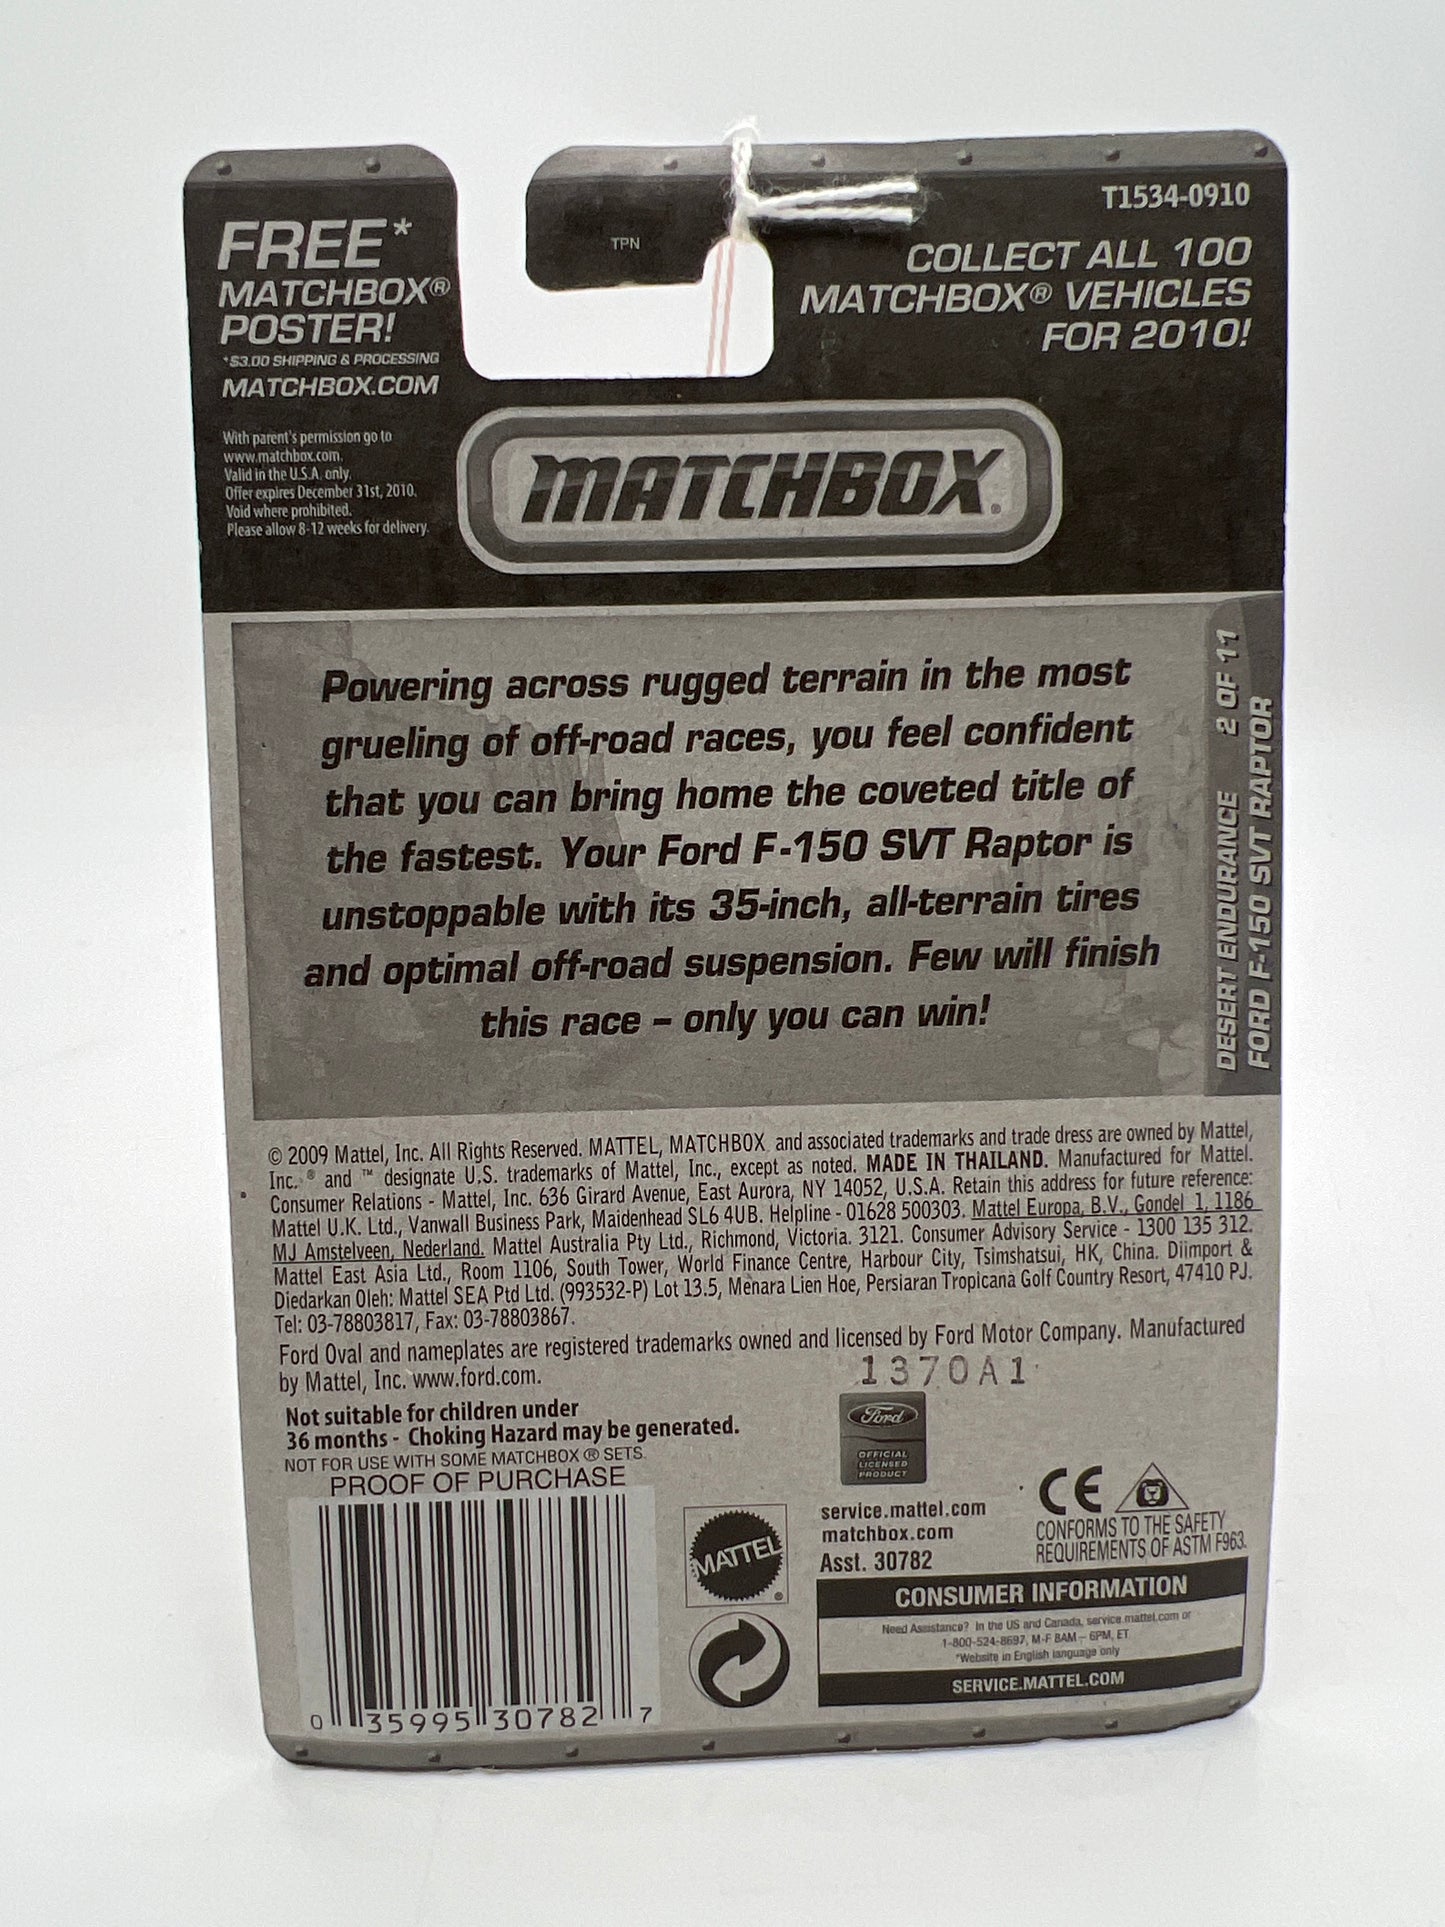 FREE*
MATCHBOX®
POSTER!
*$3.00 SHIPPING & PROCESSING
MATCHBOX.COM
With parent's permission go to
www.matchbox.com.
Valid in the U.S.A. only.
Offer expires December 31st, 2010.
Void where prohibited.
Please allow 8-12 weeks for delivery.
TPN
T1534-0910
COLLECT ALL 100
MATCHBOX® VEHICLES
FOR 2010!
MATCHBOX®
Powering across rugged terrain in the most
grueling of off-road races, you feel confident
that you can bring home the coveted title of
the fastest. Your Ford F-150 SVT Raptor is
unstoppable with its 35-inch, all-terrain tires
and optimal off-road suspension. Few will finish
this race – only you can win!
DESERT ENDURANCE 2 OF 11
FORD F-150 SVT RAPTOR
© 2009 Mattel, Inc. All Rights Reserved. MATTEL, MATCHBOX and associated trademarks and trade dress are owned by Mattel,
Inc. ® and ™ designate U.S. trademarks of Mattel, Inc., except as noted. MADE IN THAILAND. Manufactured for Mattel.
Consumer Relations - Mattel, Inc. 636 Girard Avenue, East Aurora, NY 14052, U.S.A. Retain this address for future reference:
Mattel U.K. Ltd., Vanwall Business Park, Maidenhead SL6 4UB. Helpline - 01628 500303. Mattel Europa, B.V., Gondel 1, 1186
MJ Amstelveen, Nederland. Mattel Australia Pty Ltd., Richmond, Victoria. 3121. Consumer Advisory Service - 1300 135 312.
Mattel East Asia Ltd., Room 1106, South Tower, World Finance Centre, Harbour City, Tsimshatsui, HK, China. Diimport &
Diedarkan Oleh: Mattel SEA Ptd Ltd. (993532-P) Lot 13.5, Menara Lien Hoe, Persiaran Tropicana Golf Country Resort, 47410 PJ.
Tel: 03-78803817, Fax: 03-78803867.
Ford Oval and nameplates are registered trademarks owned and licensed by Ford Motor Company. Manufactured
by Mattel, Inc. www.ford.com.
1370A1
Not suitable for children under
36 months - Choking Hazard may be generated.
NOT FOR USE WITH SOME MATCHBOX ® SETS.
PROOF OF PURCHASE
0 35995 30782 7
MATTEL®
Ford
OFFICIAL
LICENSED
PRODUCT
service.mattel.com
matchbox.com
Asst. 30782
CE
CONFORMS TO THE SAFETY
REQUIREMENTS OF ASTM F963.
CONSUMER INFORMATION
Need Assistance? In the US and Canada, service.mattel.com or
1-800-524-8697, M-F 8AM – 6PM, ET
*Website in English language only
SERVICE.MATTEL.COM